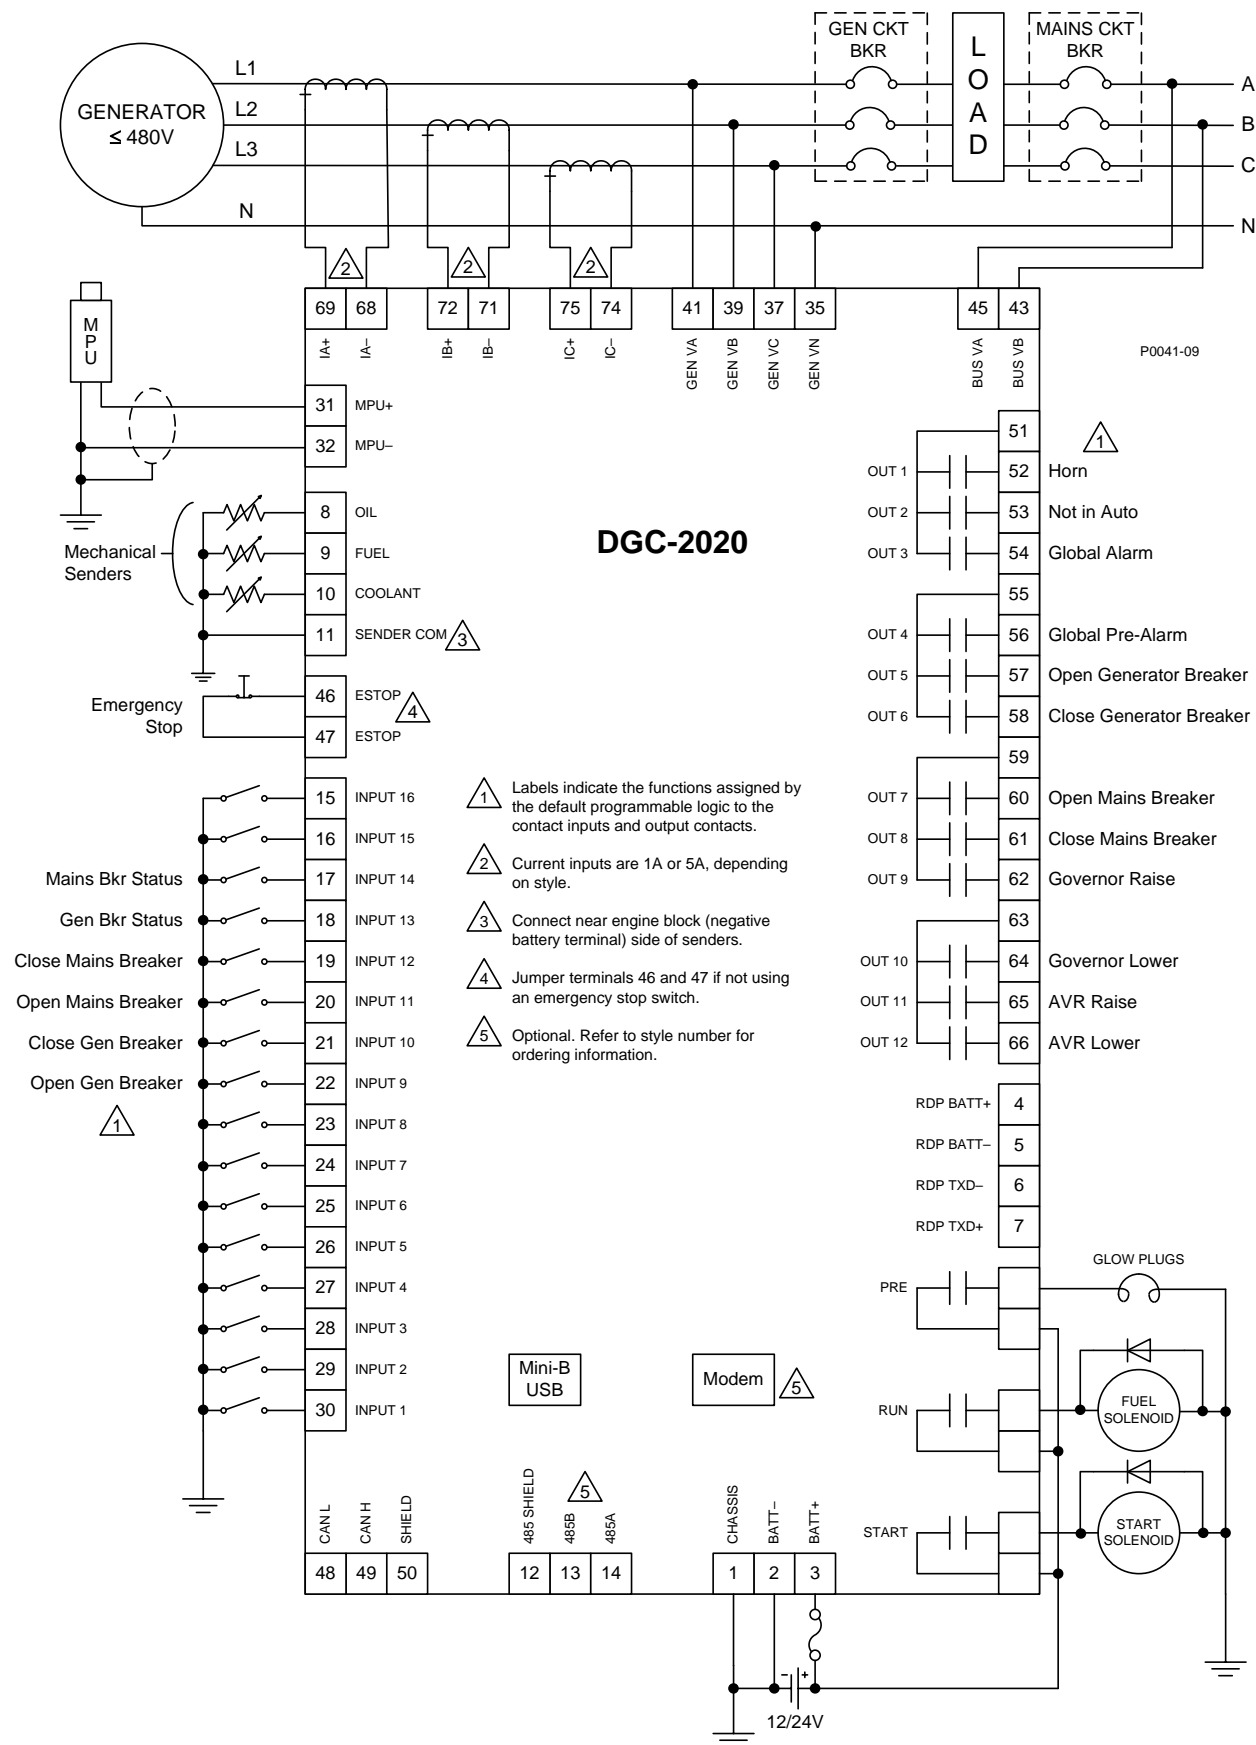 GEN CKT
BKR
LOAD
MAINS CKT
BKR
GENERATOR
≤ 480V
L1
L2
L3
N
A
B
C
N
2
2
2
MPU
69
68
72
71
75
74
41
39
37
35
45
43
IA+
IA–
IB+
IB–
IC+
IC–
GEN VA
GEN VB
GEN VC
GEN VN
BUS VA
BUS VB
P0041-09
31 MPU+
32 MPU–
Mechanical
Senders
8 OIL
9 FUEL
10 COOLANT
11 SENDER COM
3
Emergency
Stop
46 ESTOP
47 ESTOP
4
DGC-2020
51
1
OUT 1 52 Horn
OUT 2 53 Not in Auto
OUT 3 54 Global Alarm
55
OUT 4 56 Global Pre-Alarm
OUT 5 57 Open Generator Breaker
OUT 6 58 Close Generator Breaker
59
OUT 7 60 Open Mains Breaker
OUT 8 61 Close Mains Breaker
OUT 9 62 Governor Raise
63
OUT 10 64 Governor Lower
OUT 11 65 AVR Raise
OUT 12 66 AVR Lower
15 INPUT 16
16 INPUT 15
Mains Bkr Status 17 INPUT 14
Gen Bkr Status 18 INPUT 13
Close Mains Breaker 19 INPUT 12
Open Mains Breaker 20 INPUT 11
Close Gen Breaker 21 INPUT 10
Open Gen Breaker 22 INPUT 9
1
23 INPUT 8
24 INPUT 7
25 INPUT 6
26 INPUT 5
27 INPUT 4
28 INPUT 3
29 INPUT 2
30 INPUT 1
1 Labels indicate the functions assigned by
the default programmable logic to the
contact inputs and output contacts.
2 Current inputs are 1A or 5A, depending
on style.
3 Connect near engine block (negative
battery terminal) side of senders.
4 Jumper terminals 46 and 47 if not using
an emergency stop switch.
5 Optional. Refer to style number for
ordering information.
RDP BATT+ 4
RDP BATT– 5
RDP TXD– 6
RDP TXD+ 7
GLOW PLUGS
PRE
Mini-B
USB
Modem
5
RUN
FUEL
SOLENOID
START
START
SOLENOID
CAN L
CAN H
SHIELD
485 SHIELD
485B
485A
5
CHASSIS
BATT–
BATT+
48
49
50
12
13
14
1
2
3
- +
12/24V